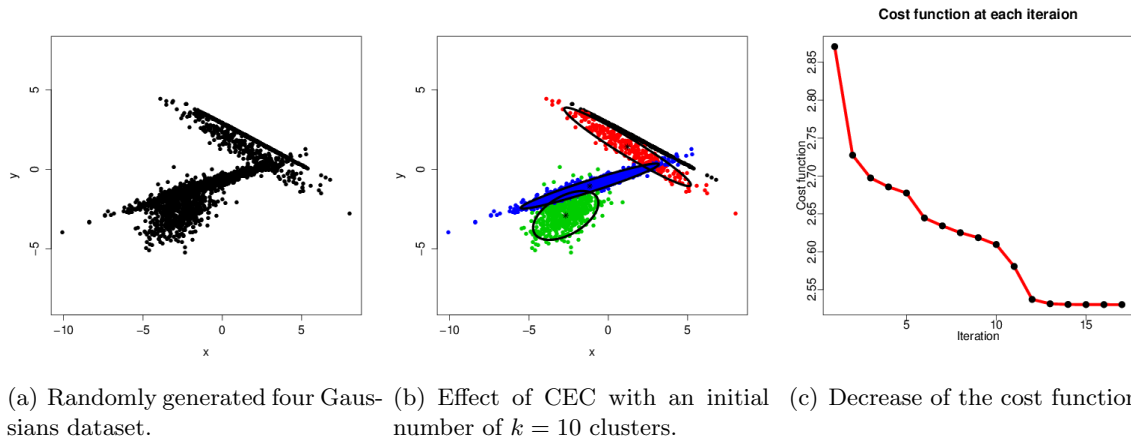 Cost function at each iteraion
y
5
0
−5
−10
−5
0
5
x
y
5
0
−5
−10
−5
0
5
x
Cost function
2.85
2.80
2.75
2.70
2.65
2.60
2.55
5
10
15
Iteration
(a) Randomly generated four Gaus-
sians dataset.
(b) Effect of CEC with an initial
number of k = 10 clusters.
(c) Decrease of the cost function